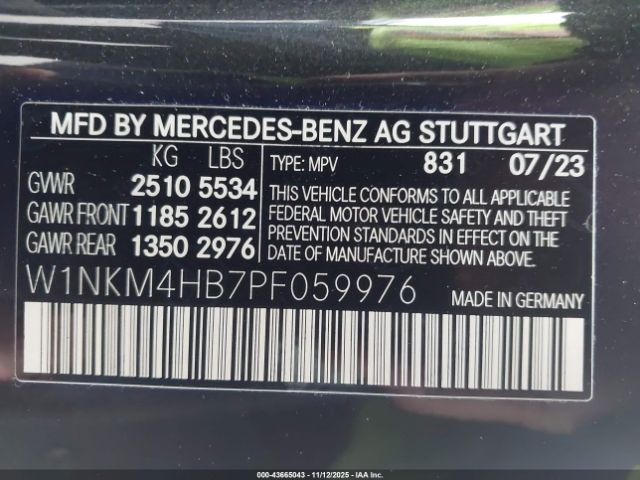 MFD BY MERCEDES-BENZ AG STUTTGART
KG LBS
TYPE: MPV 831 07/23
GVWR 2510 5534
GAWR FRONT 1185 2612
GAWR REAR 1350 2976
THIS VEHICLE CONFORMS TO ALL APPLICABLE
FEDERAL MOTOR VEHICLE SAFETY AND THEFT
PREVENTION STANDARDS IN EFFECT ON THE
DATE OF MANUFACTURE SHOWN ABOVE.
W1NKM4HB7PF059976
MADE IN GERMANY
000-43665043 - 11/12/2025 - IAAI.CA